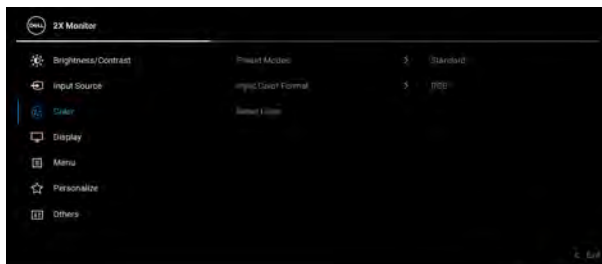 DELL 2X Monitor
Brightness/Contrast
Preset Modes > Standard
Input Source
Input Color Format > RGB
Color
Reset Color
Display
Menu
Personalize
Others
Exit